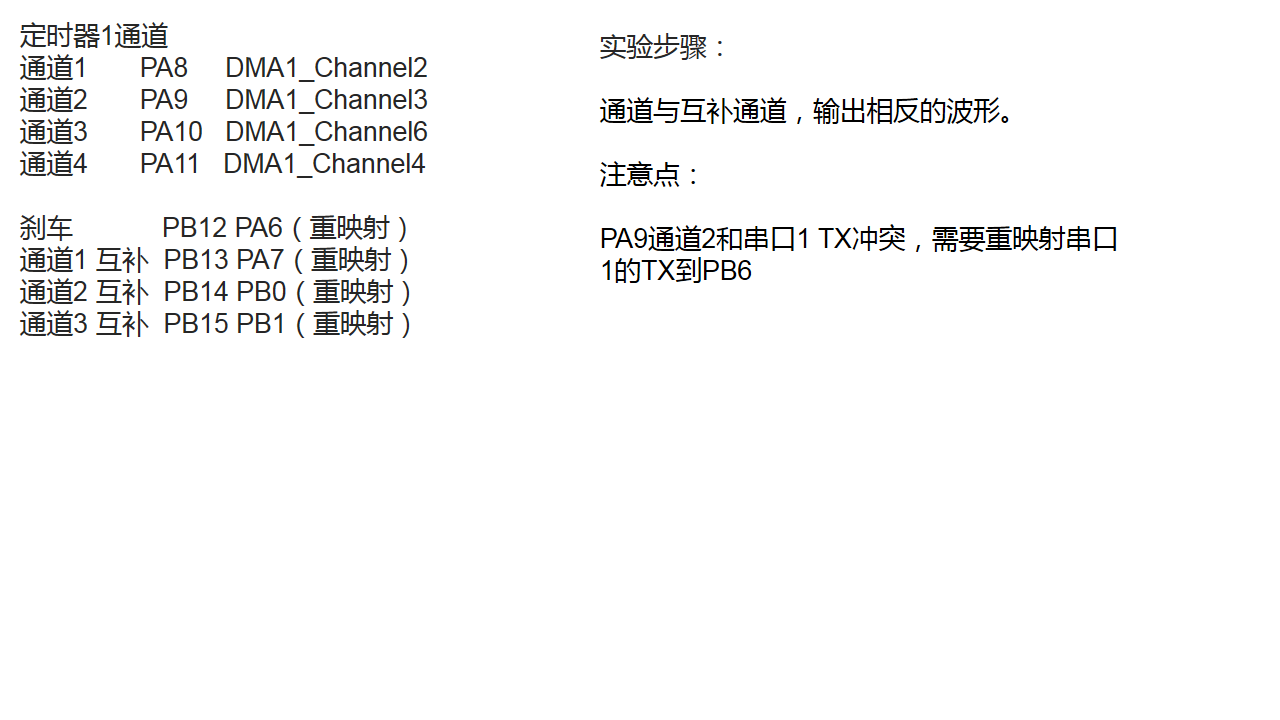 定时器1通道
通道1 PA8 DMA1_Channel2
通道2 PA9 DMA1_Channel3
通道3 PA10 DMA1_Channel6
通道4 PA11 DMA1_Channel4
刹车 PB12 PA6（重映射）
通道1 互补 PB13 PA7（重映射）
通道2 互补 PB14 PB0（重映射）
通道3 互补 PB15 PB1（重映射）
实验步骤：
通道与互补通道，输出相反的波形。
注意点：
PA9通道2和串口1 TX冲突，需要重映射串口
1的TX到PB6